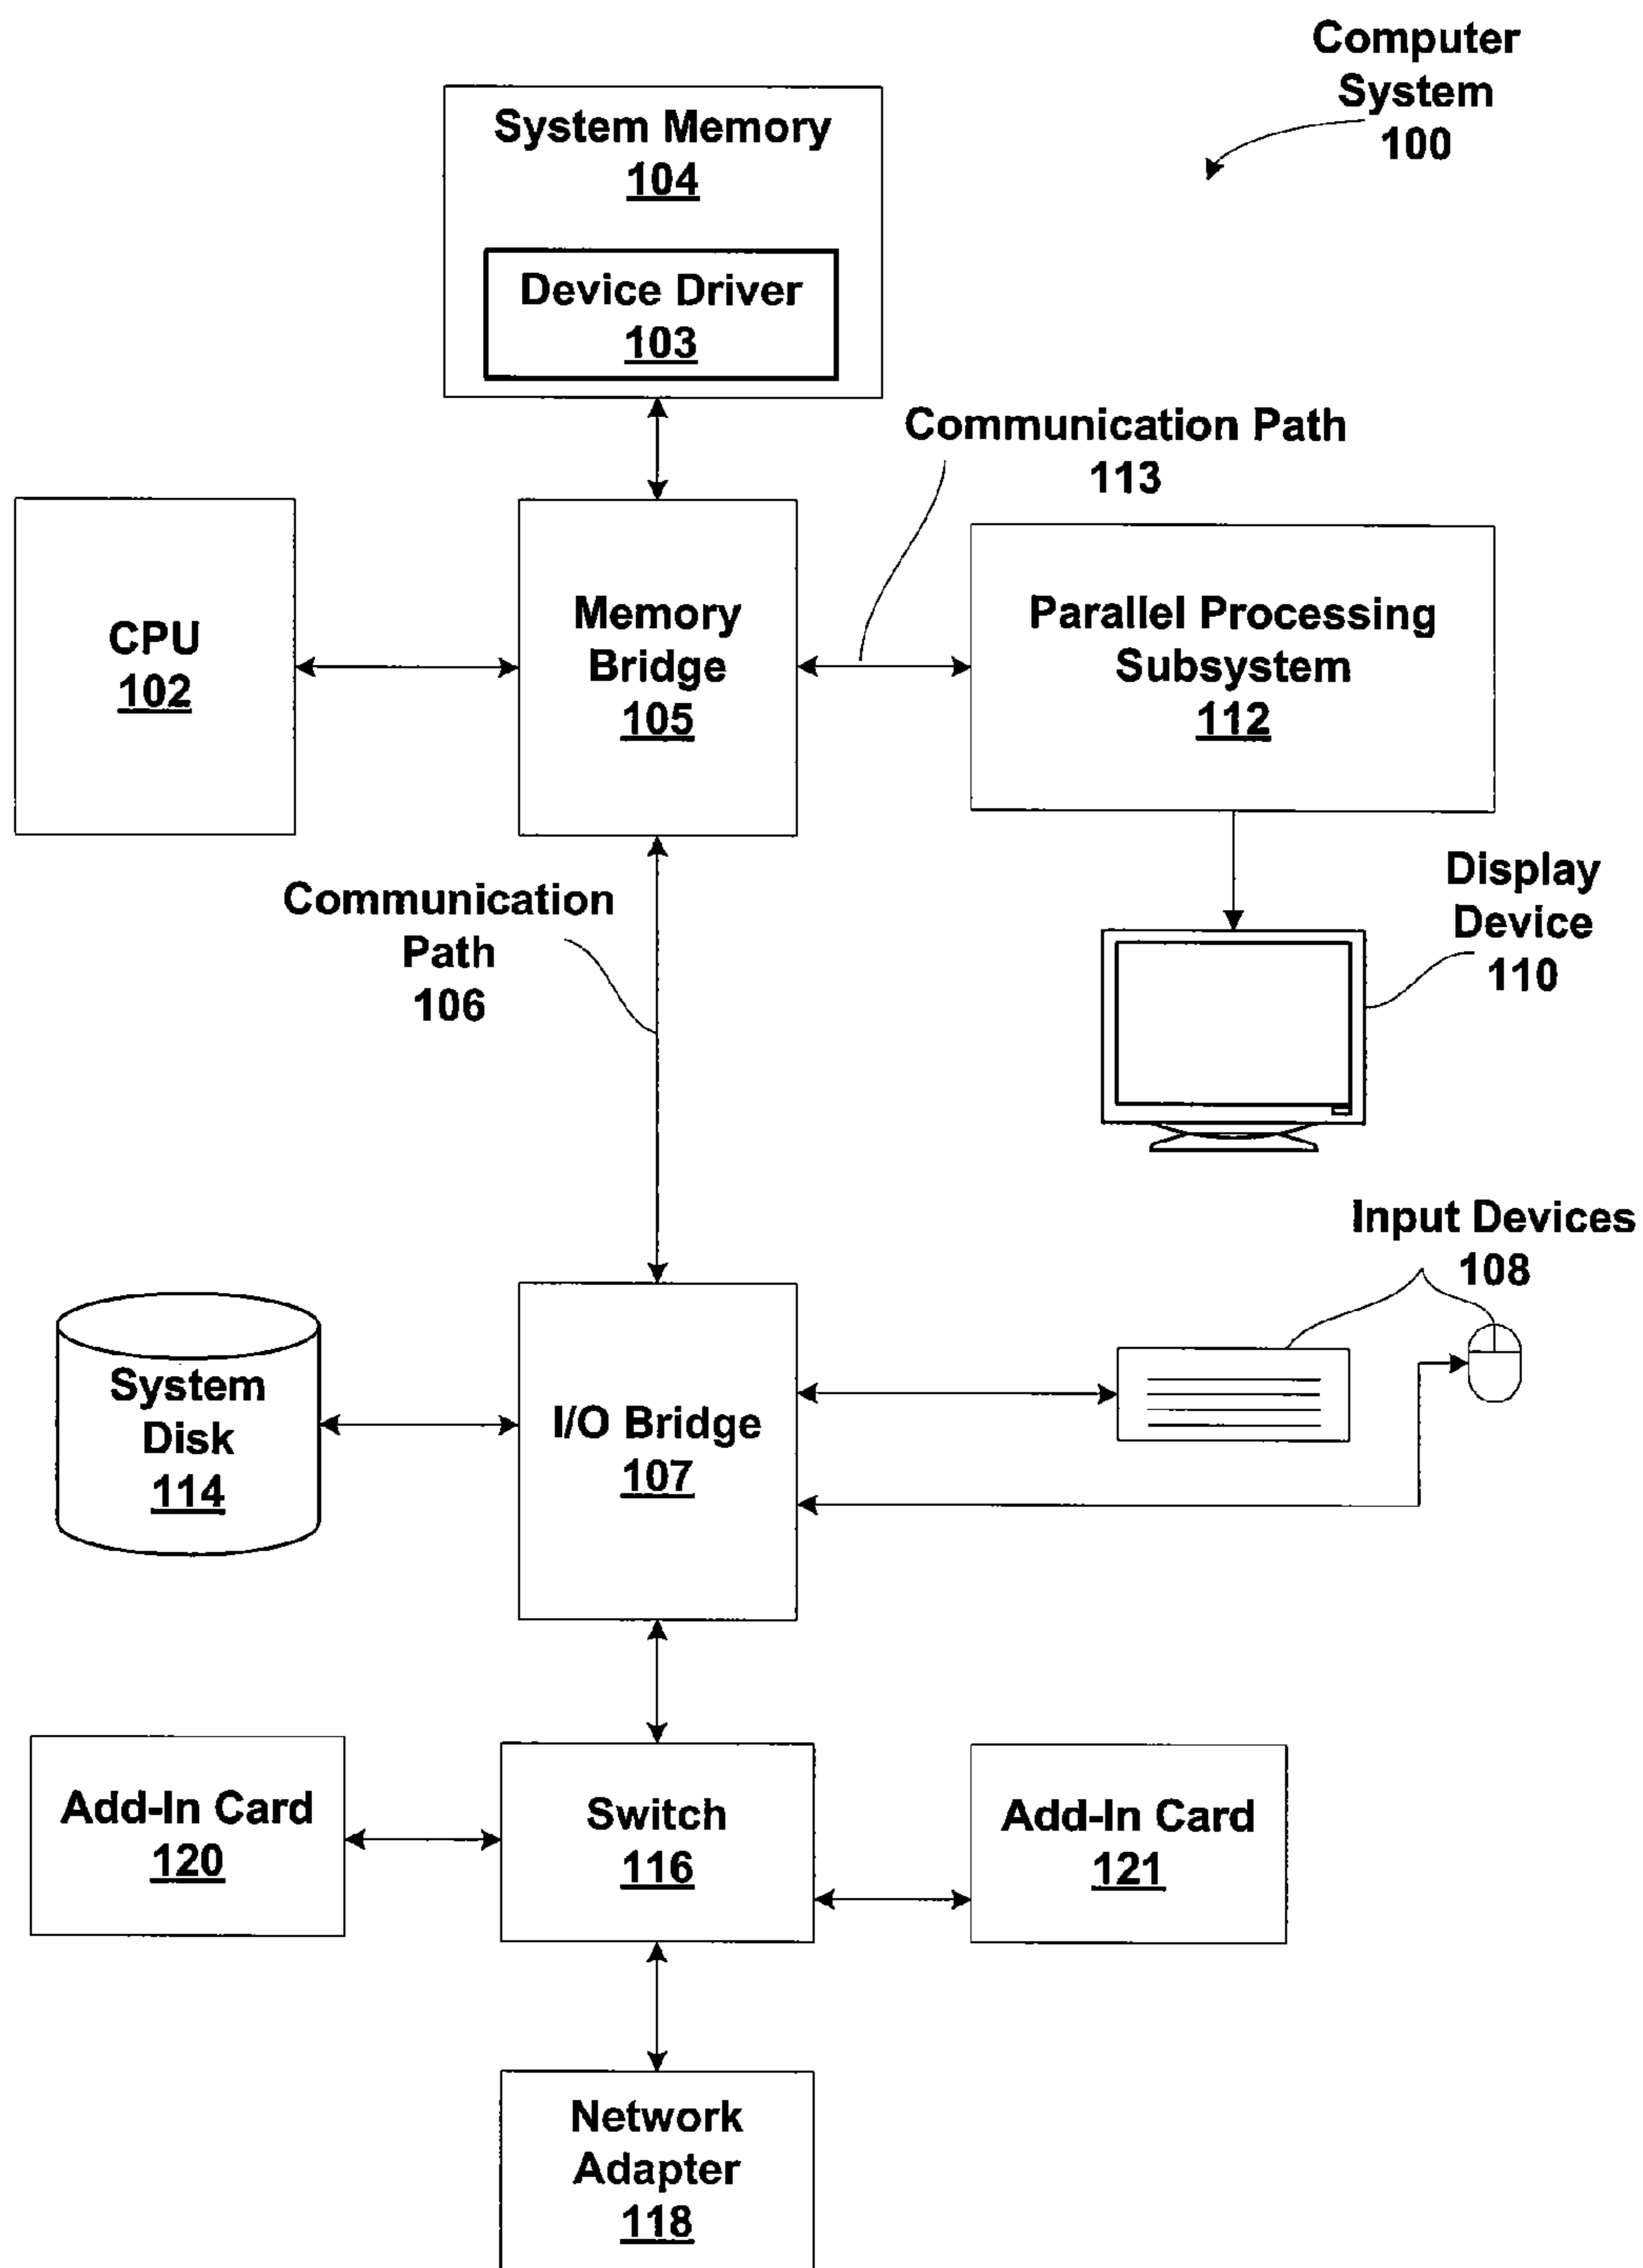 Computer
System
100
System Memory
104
Device Driver
103
Communication Path
113
CPU
102
Memory
Bridge
105
Parallel Processing
Subsystem
112
Communication
Path
106
Display
Device
110
Input Devices
108
System
Disk
114
I/O Bridge
107
Add-In Card
120
Switch
116
Add-In Card
121
Network
Adapter
118